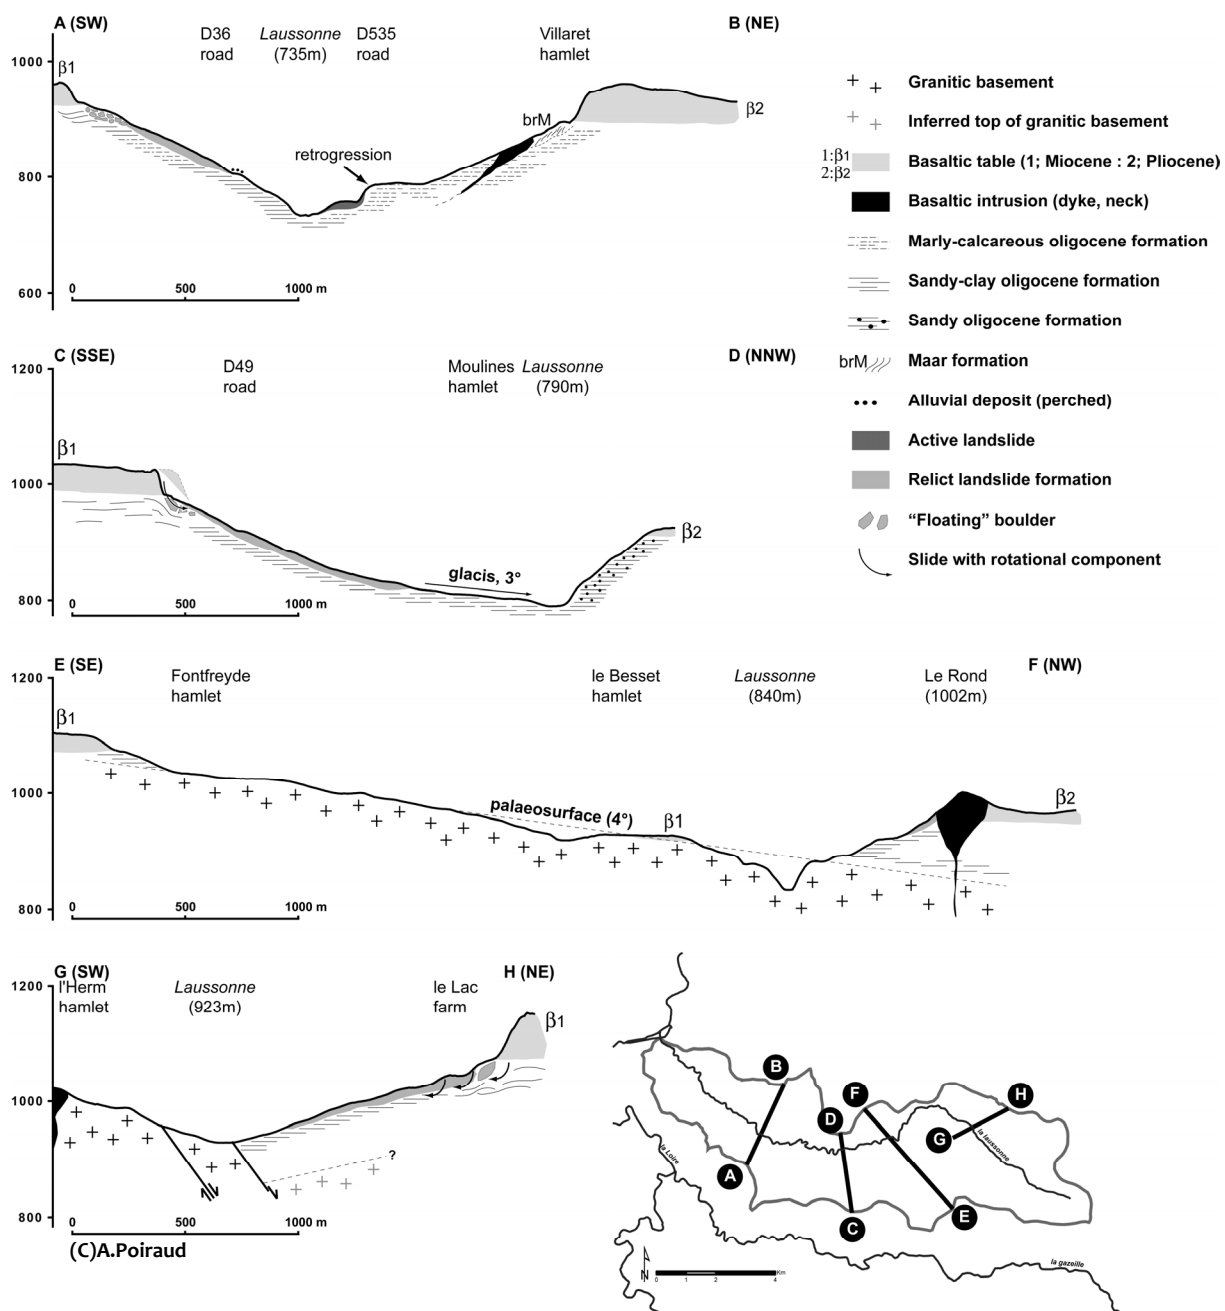 A (SW)
B (NE)
D36 road
Laussonne (735m)
D535 road
Villaret hamlet
1000
800
600
β1
brM
β2
retrogression
0 500 1000 m
Granitic basement
Inferred top of granitic basement
1:β1
2:β2
Basaltic table (1; Miocene : 2; Pliocene)
Basaltic intrusion (dyke, neck)
Marly-calcareous oligocene formation
Sandy-clay oligocene formation
Sandy oligocene formation
brM
Maar formation
Alluvial deposit (perched)
Active landslide
Relict landslide formation
“Floating” boulder
Slide with rotational component
C (SSE)
D (NNW)
1200
1000
800
D49 road
Moulines hamlet
Laussonne (790m)
β1
β2
glacis, 3°
0 500 1000 m
E (SE)
F (NW)
1200
1000
800
Fontfreyde hamlet
le Besset hamlet
Laussonne (840m)
Le Rond (1002m)
β1
palaeosurface (4°)
β1
β2
0 500 1000 m
G (SW)
H (NE)
1200
1000
800
l'Herm hamlet
Laussonne (923m)
le Lac farm
β1
?
0 500 1000 m
(C)A.Poiraud
B
F
H
D
G
A
C
E
la Loire
la laussonne
la gazeille
N
0 2 4
Km